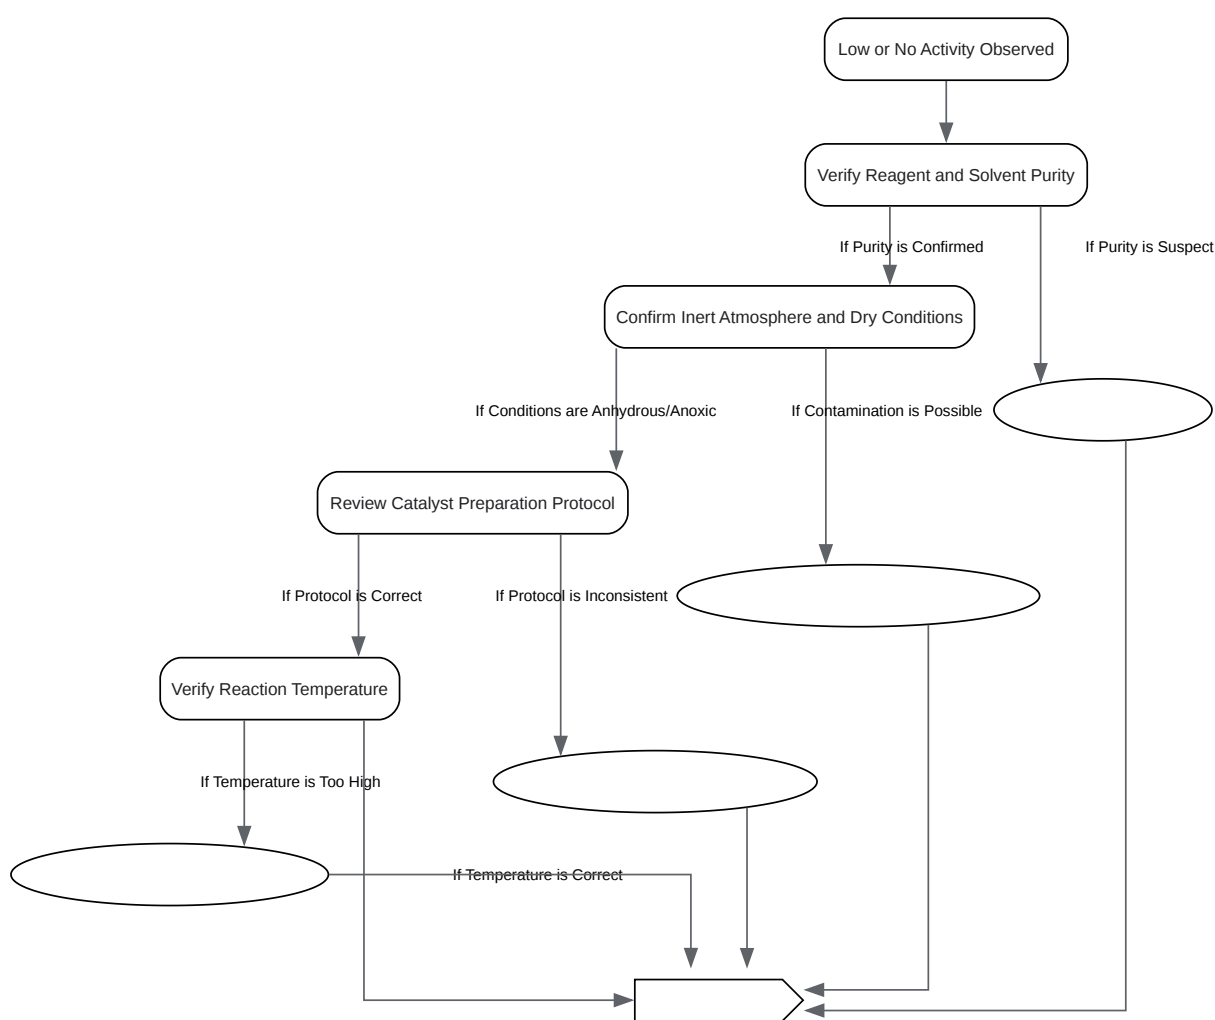 Low or No Activity Observed
Verify Reagent and Solvent Purity
If Purity is Confirmed
If Purity is Suspect
Confirm Inert Atmosphere and Dry Conditions
If Conditions are Anhydrous/Anoxic
If Contamination is Possible
Review Catalyst Preparation Protocol
If Protocol is Correct
If Protocol is Inconsistent
Verify Reaction Temperature
If Temperature is Too High
If Temperature is Correct